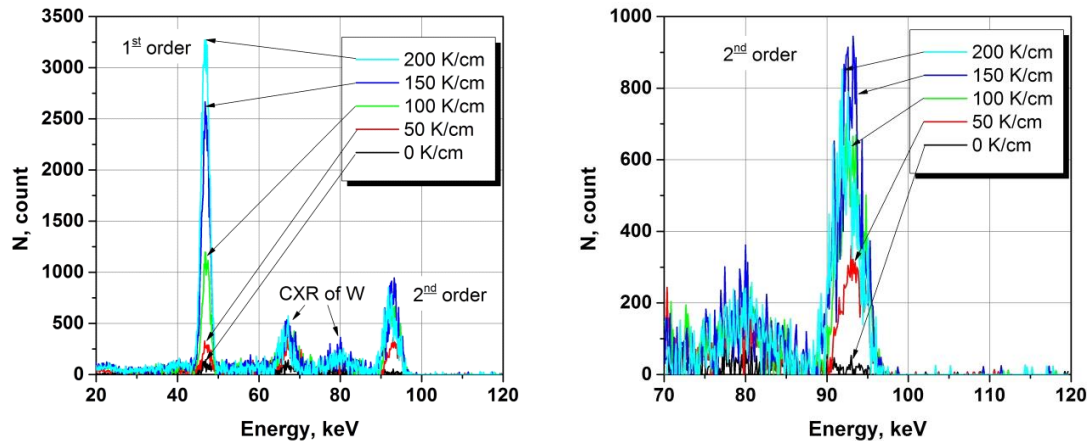 3500
3000
2500
2000
1500
1000
500
0
N, count
1st order
200 K/cm
150 K/cm
100 K/cm
50 K/cm
0 K/cm
CXR of W
2nd order
20 40 60 80 100 120
Energy, keV
1000
800
600
400
200
0
N, count
2nd order
200 K/cm
150 K/cm
100 K/cm
50 K/cm
0 K/cm
70 80 90 100 110 120
Energy, keV